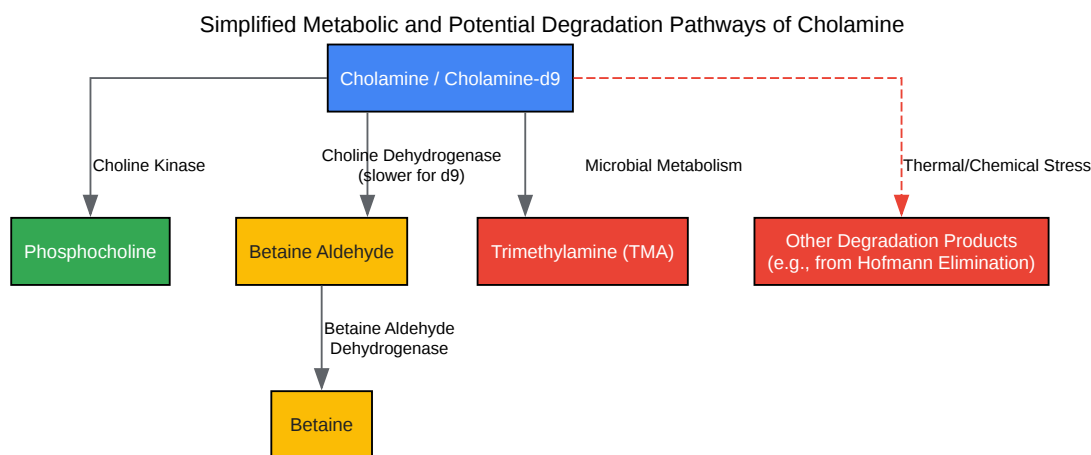 Simplified Metabolic and Potential Degradation Pathways of Cholamine
Cholamine / Cholamine-d9
Choline Kinase
Choline Dehydrogenase
(slower for d9)
Microbial Metabolism
Thermal/Chemical Stress
Phosphocholine
Betaine Aldehyde
Trimethylamine (TMA)
Other Degradation Products
(e.g., from Hofmann Elimination)
Betaine Aldehyde
Dehydrogenase
Betaine